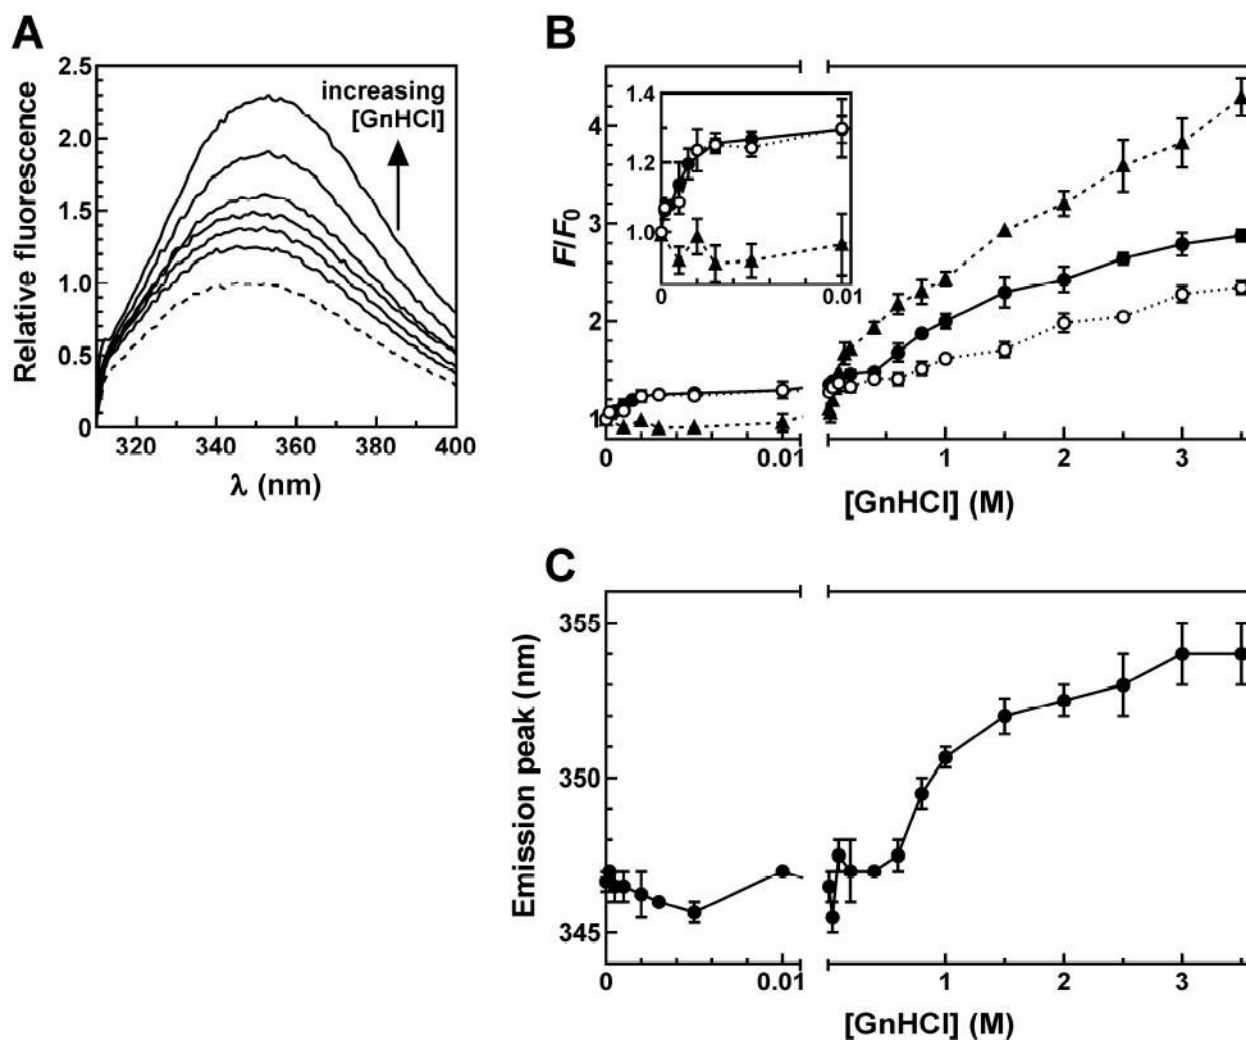 A
2.5
2.0
1.5
1.0
0.5
0
increasing
[GnHCl]
Relative fluorescence
320 340 360 380 400
λ (nm)
B
4
3
2
1
F/F0
1.4
1.2
1.0
0 0.01
0 0.01 1 2 3
[GnHCl] (M)
C
355
350
345
Emission peak (nm)
0 0.01 1 2 3
[GnHCl] (M)